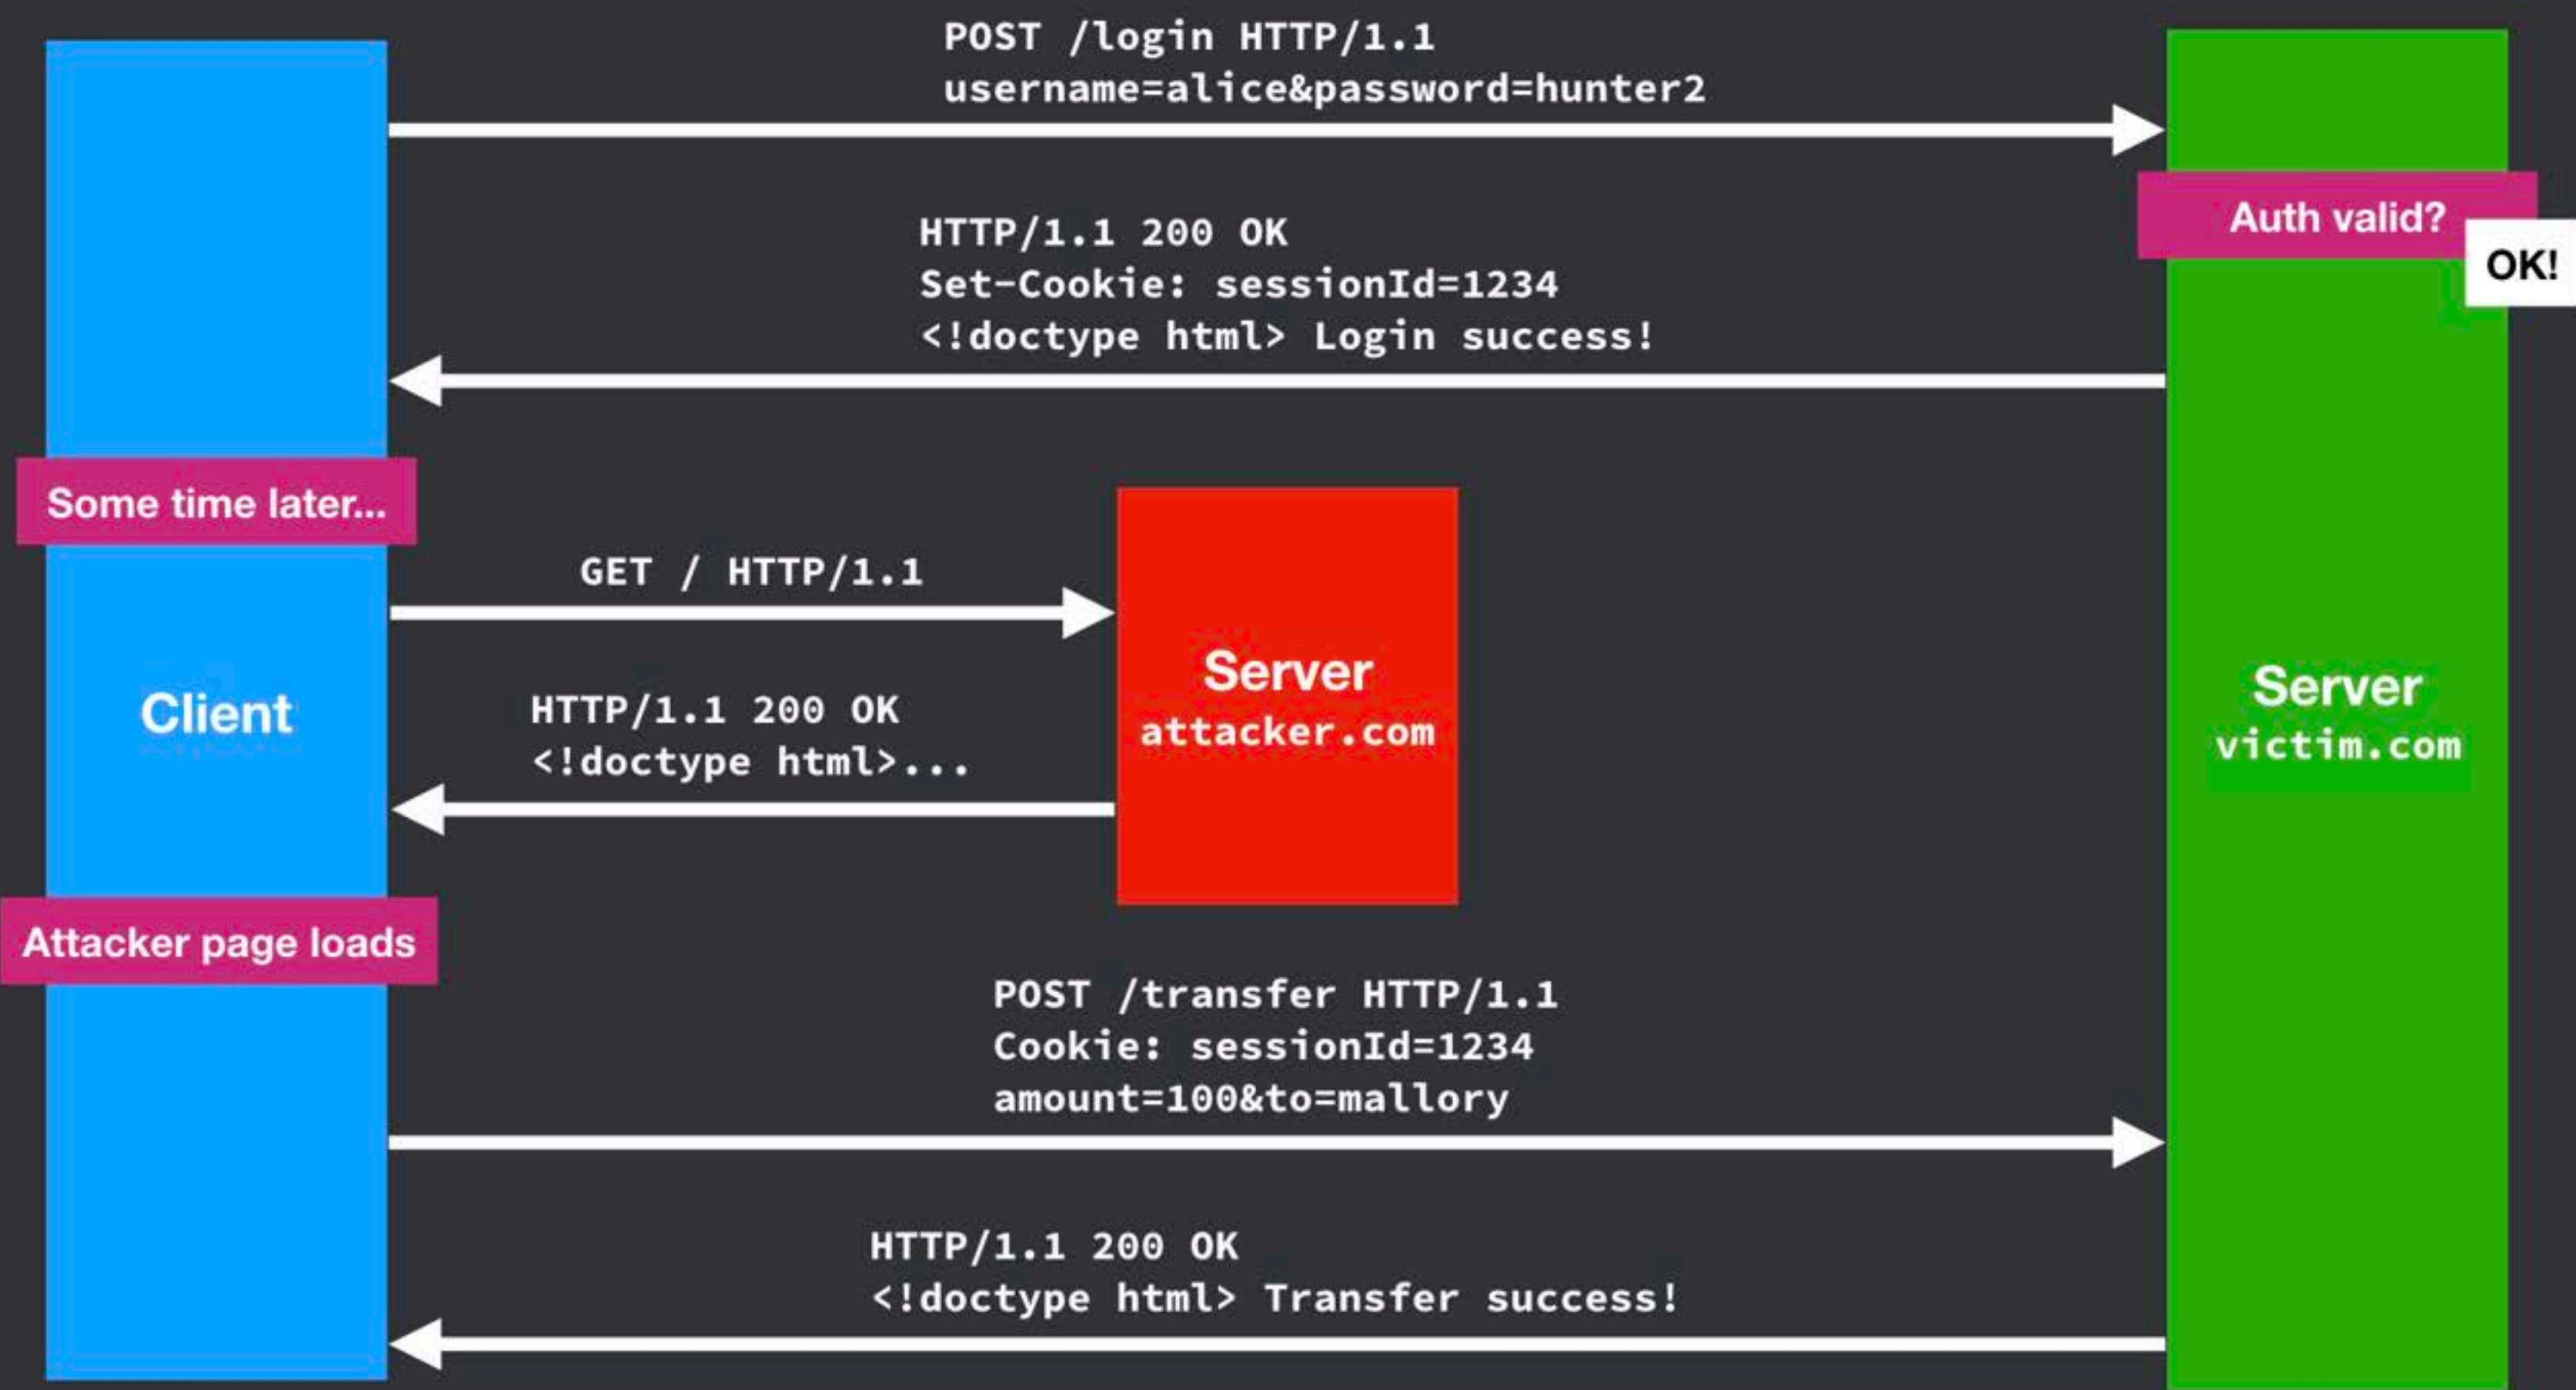 POST /login HTTP/1.1
username=alice&password=hunter2
Auth valid?
OK!
HTTP/1.1 200 OK
Set-Cookie: sessionId=1234
<!doctype html> Login success!
Some time later...
GET / HTTP/1.1
Server
attacker.com
HTTP/1.1 200 OK
<!doctype html>...
Client
Server
victim.com
Attacker page loads
POST /transfer HTTP/1.1
Cookie: sessionId=1234
amount=100&to=mallory
HTTP/1.1 200 OK
<!doctype html> Transfer success!